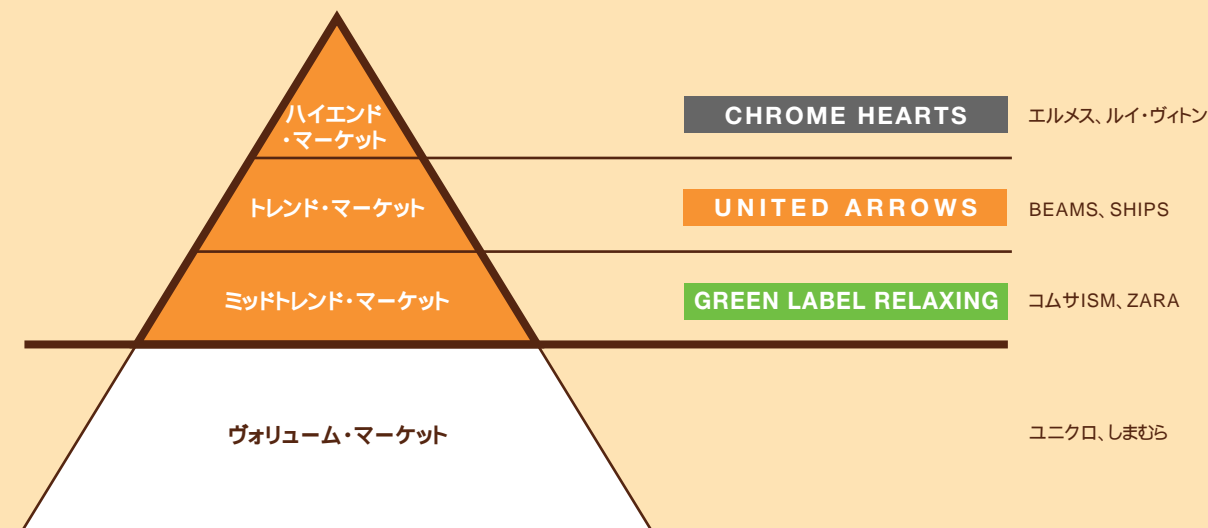 ハイエンド
・マーケット
CHROME HEARTS
エルメス、ルイ・ヴィトン
トレンド・マーケット
UNITED ARROWS
BEAMS、SHIPS
ミッドトレンド・マーケット
GREEN LABEL RELAXING
コムサISM、ZARA
ヴォリューム・マーケット
ユニクロ、しまむら